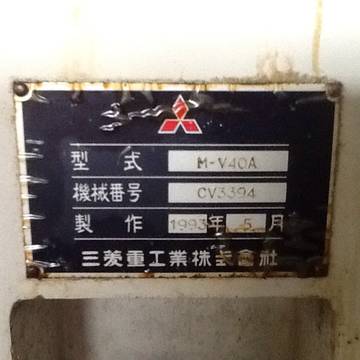 型式 M-V40A
機械番号 CV3394
製作 1993年 5月
三菱重工業株式會社